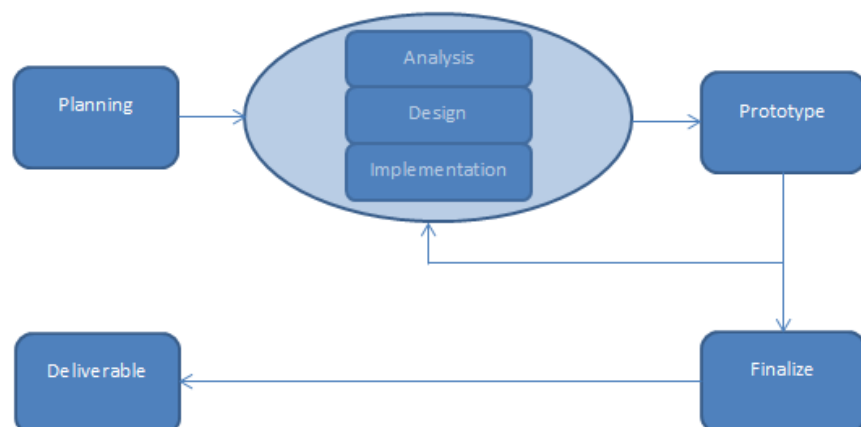 Planning
Analysis
Design
Implementation
Prototype
Deliverable
Finalize